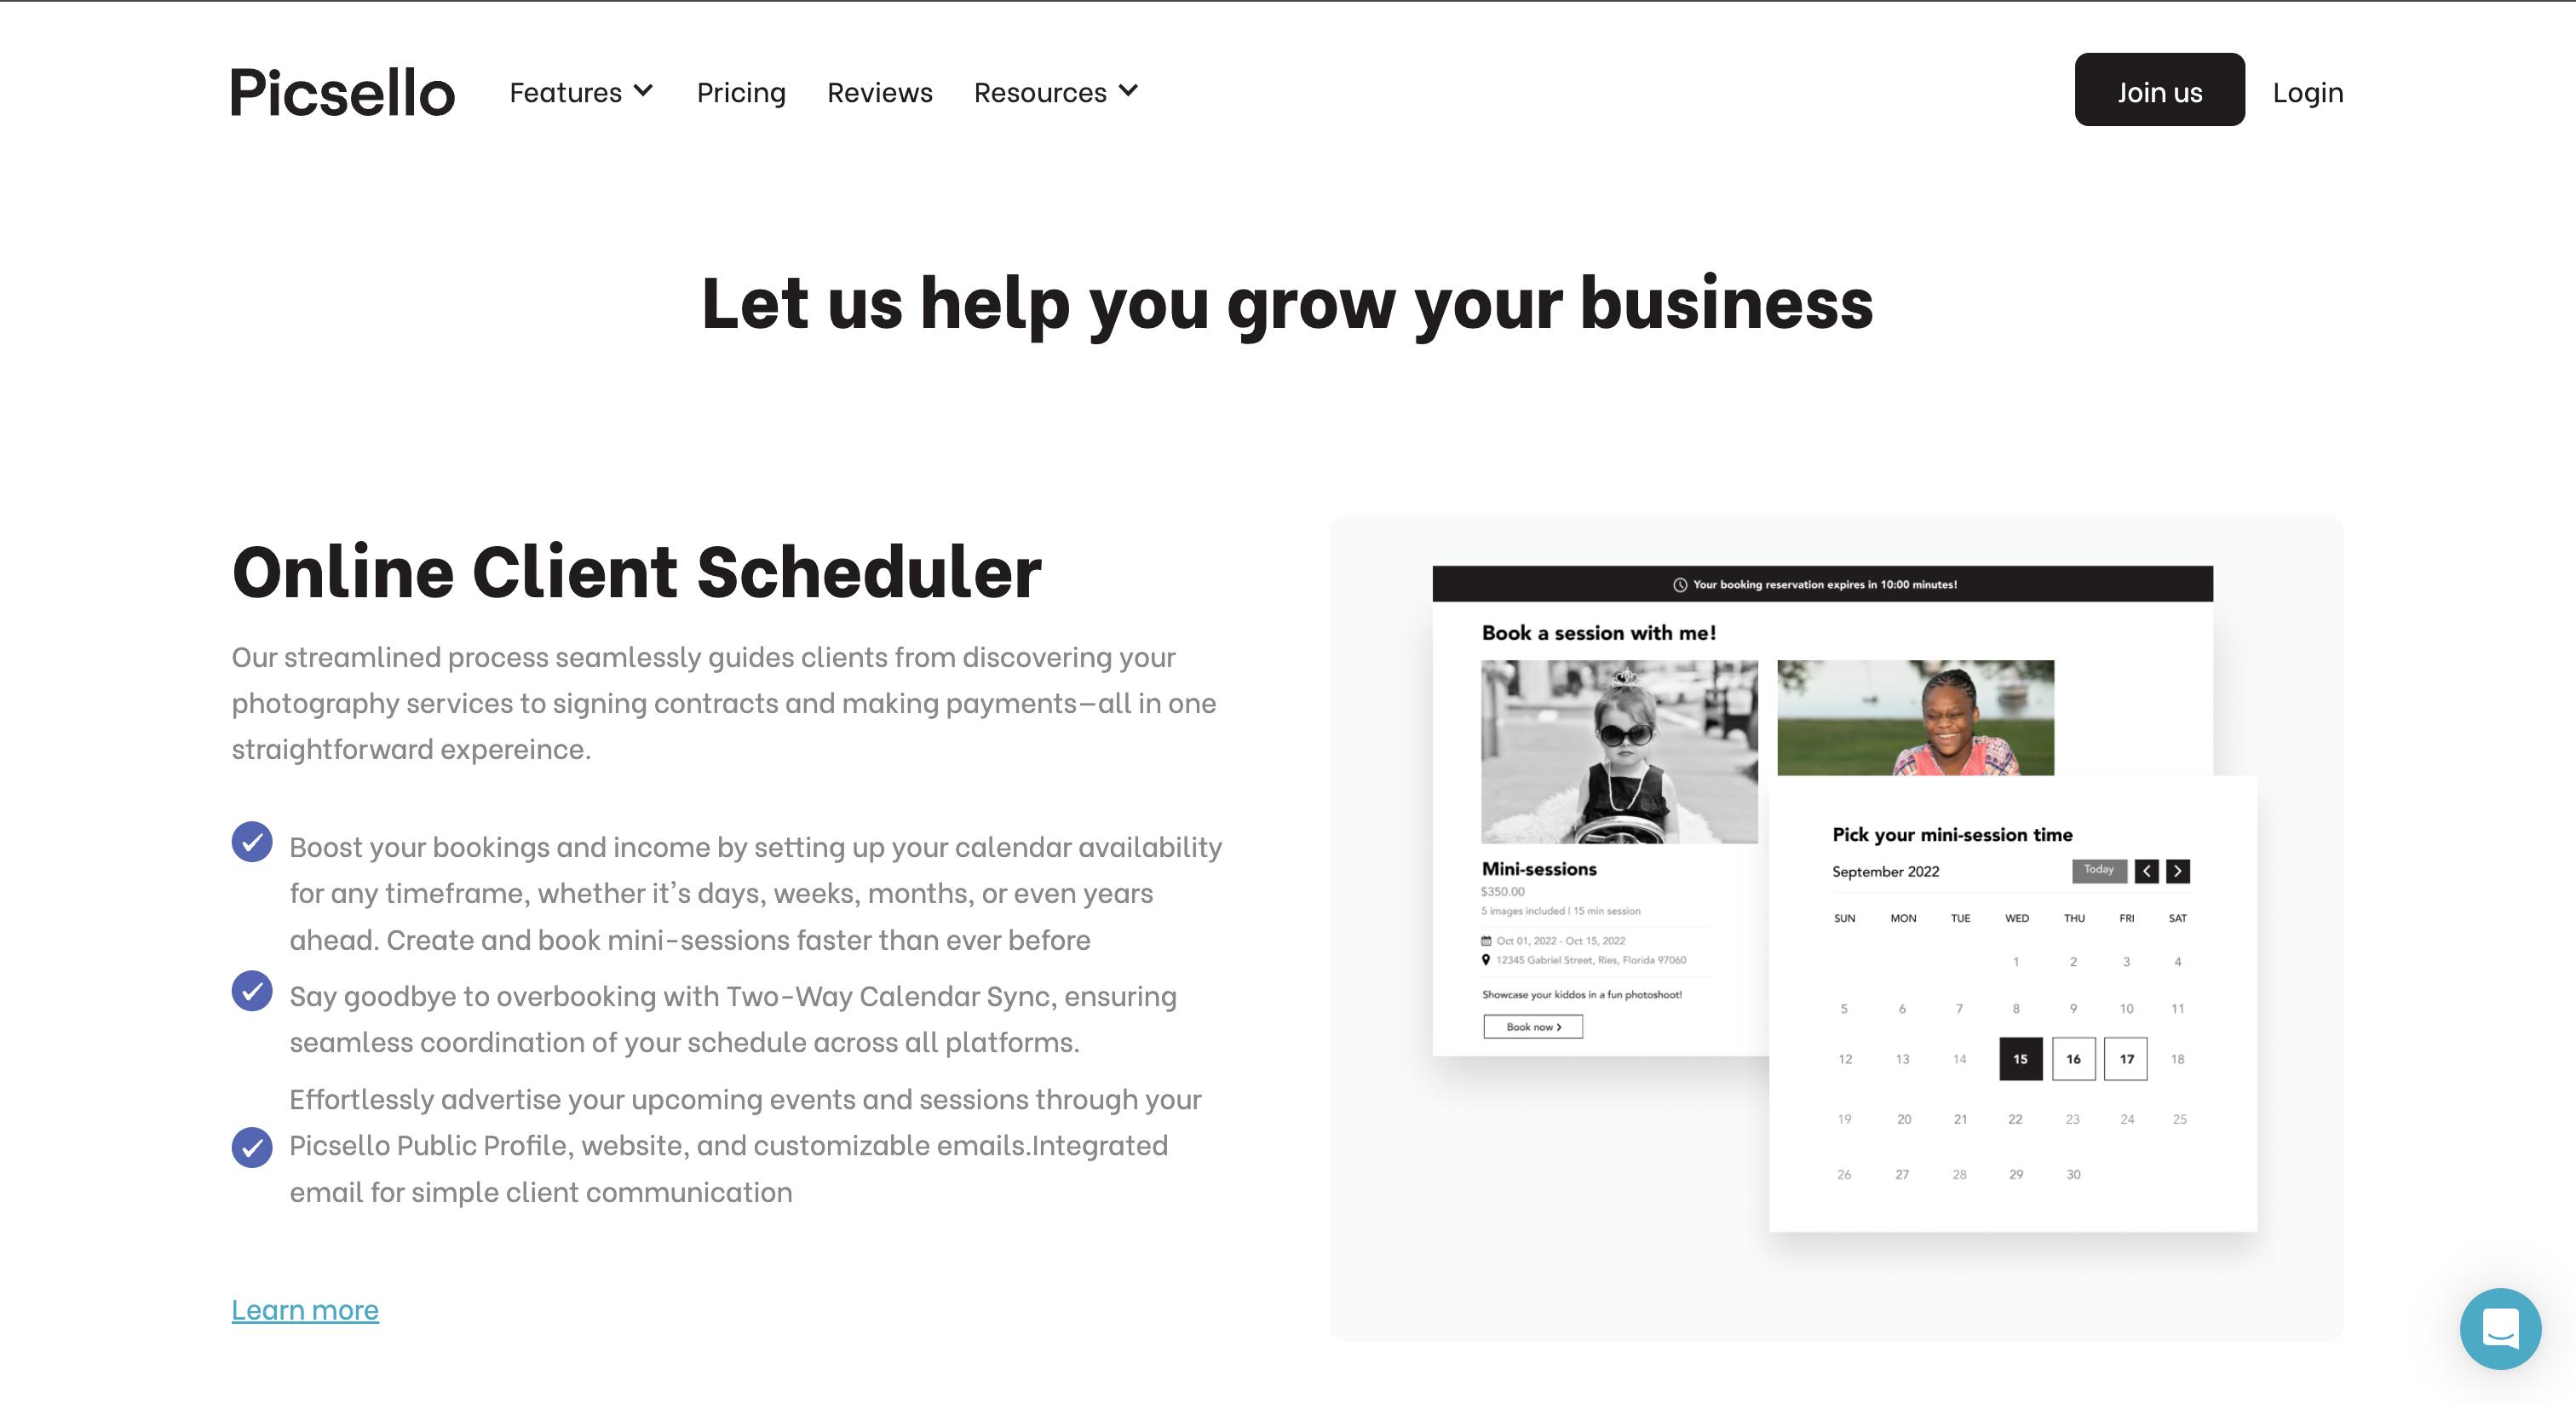 Picsello Features Pricing Reviews Resources Join us Login
Let us help you grow your business
Online Client Scheduler
Our streamlined process seamlessly guides clients from discovering your
photography services to signing contracts and making payments—all in one
straightforward expereince.
Boost your bookings and income by setting up your calendar availability
for any timeframe, whether it's days, weeks, months, or even years
ahead. Create and book mini-sessions faster than ever before
Say goodbye to overbooking with Two-Way Calendar Sync, ensuring
seamless coordination of your schedule across all platforms.
Effortlessly advertise your upcoming events and sessions through your
Picsello Public Profile, website, and customizable emails.Integrated
email for simple client communication
Learn more
Your booking reservation expires in 10:00 minutes!
Book a session with me!
Mini-sessions
$350.00
5 images included | 15 min session
Oct 01, 2022 - Oct 15, 2022
12345 Gabriel Street, Ries, Florida 97060
Showcase your kiddos in a fun photoshoot!
Book now
Pick your mini-session time
September 2022 Today
SUN MON TUE WED THU FRI SAT
1 2 3 4
5 6 7 8 9 10 11
12 13 14 15 16 17 18
19 20 21 22 23 24 25
26 27 28 29 30